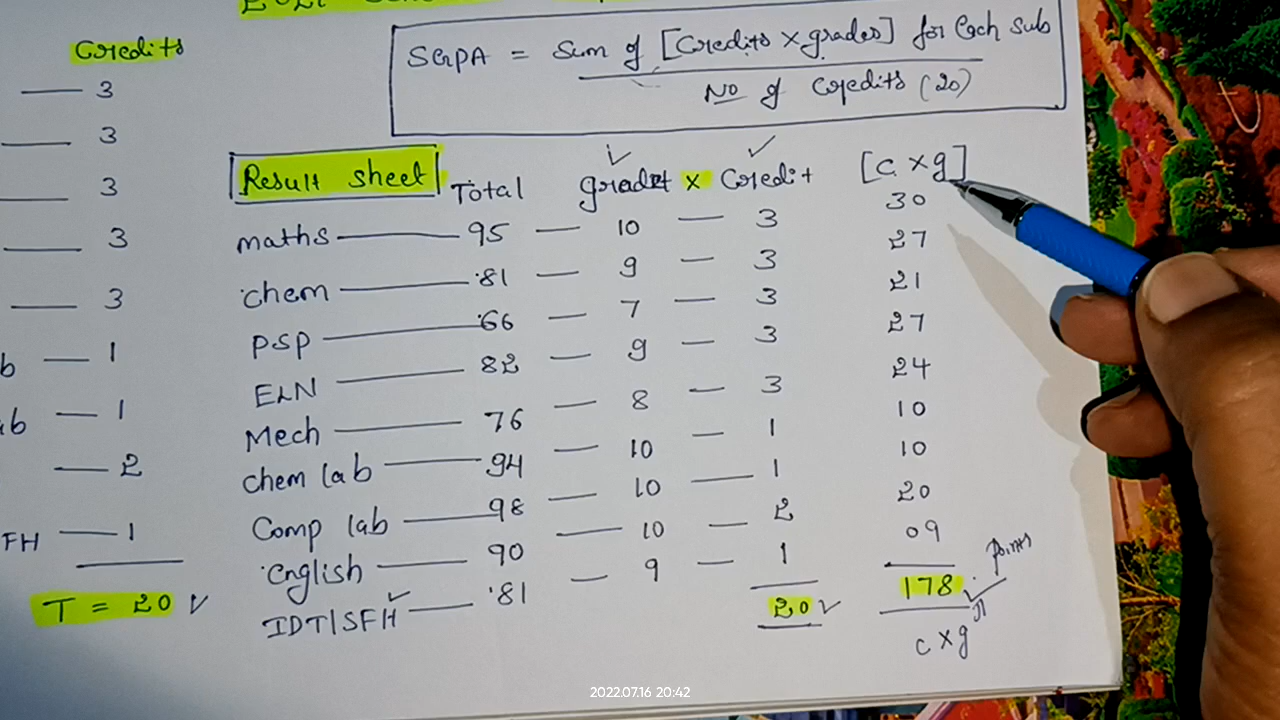 SGPA = Sum of [Credits × grades] for Each sub
No of Credits (20)
Credits
3
3
3
3
3
1
1
2
FH 1
T = 20 ✓
Result sheet Total grade × Credit [c × g]
maths 95 10 3 30
chem 81 9 3 27
PSP 66 7 3 21
ELN 82 9 3 27
Mech 76 8 3 24
chem lab 94 10 1 10
Comp lab 98 10 1 10
English 90 10 2 20
IDT/SFH 81 9 1 09
20 ✓ 178 points
c × g
2022.07.16 20:42